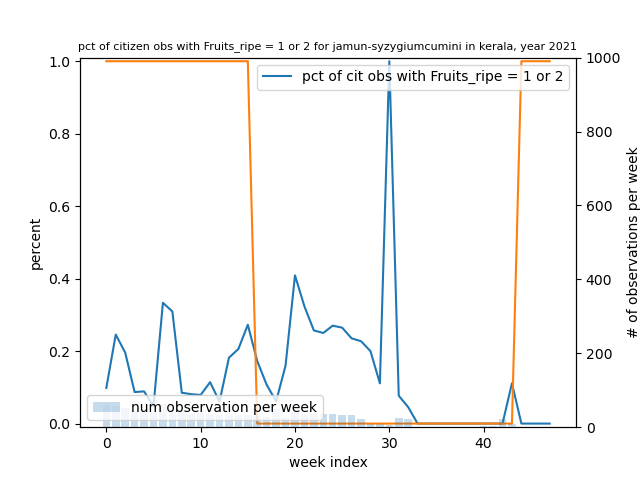 pct of citizen obs with Fruits_ripe = 1 or 2 for jamun-syzygiumcumini in kerala, year 2021
pct of cit obs with Fruits_ripe = 1 or 2
1.0
0.8
0.6
0.4
0.2
0.0
percent
1000
800
600
400
200
0
# of observations per week
num observation per week
0 10 20 30 40
week index